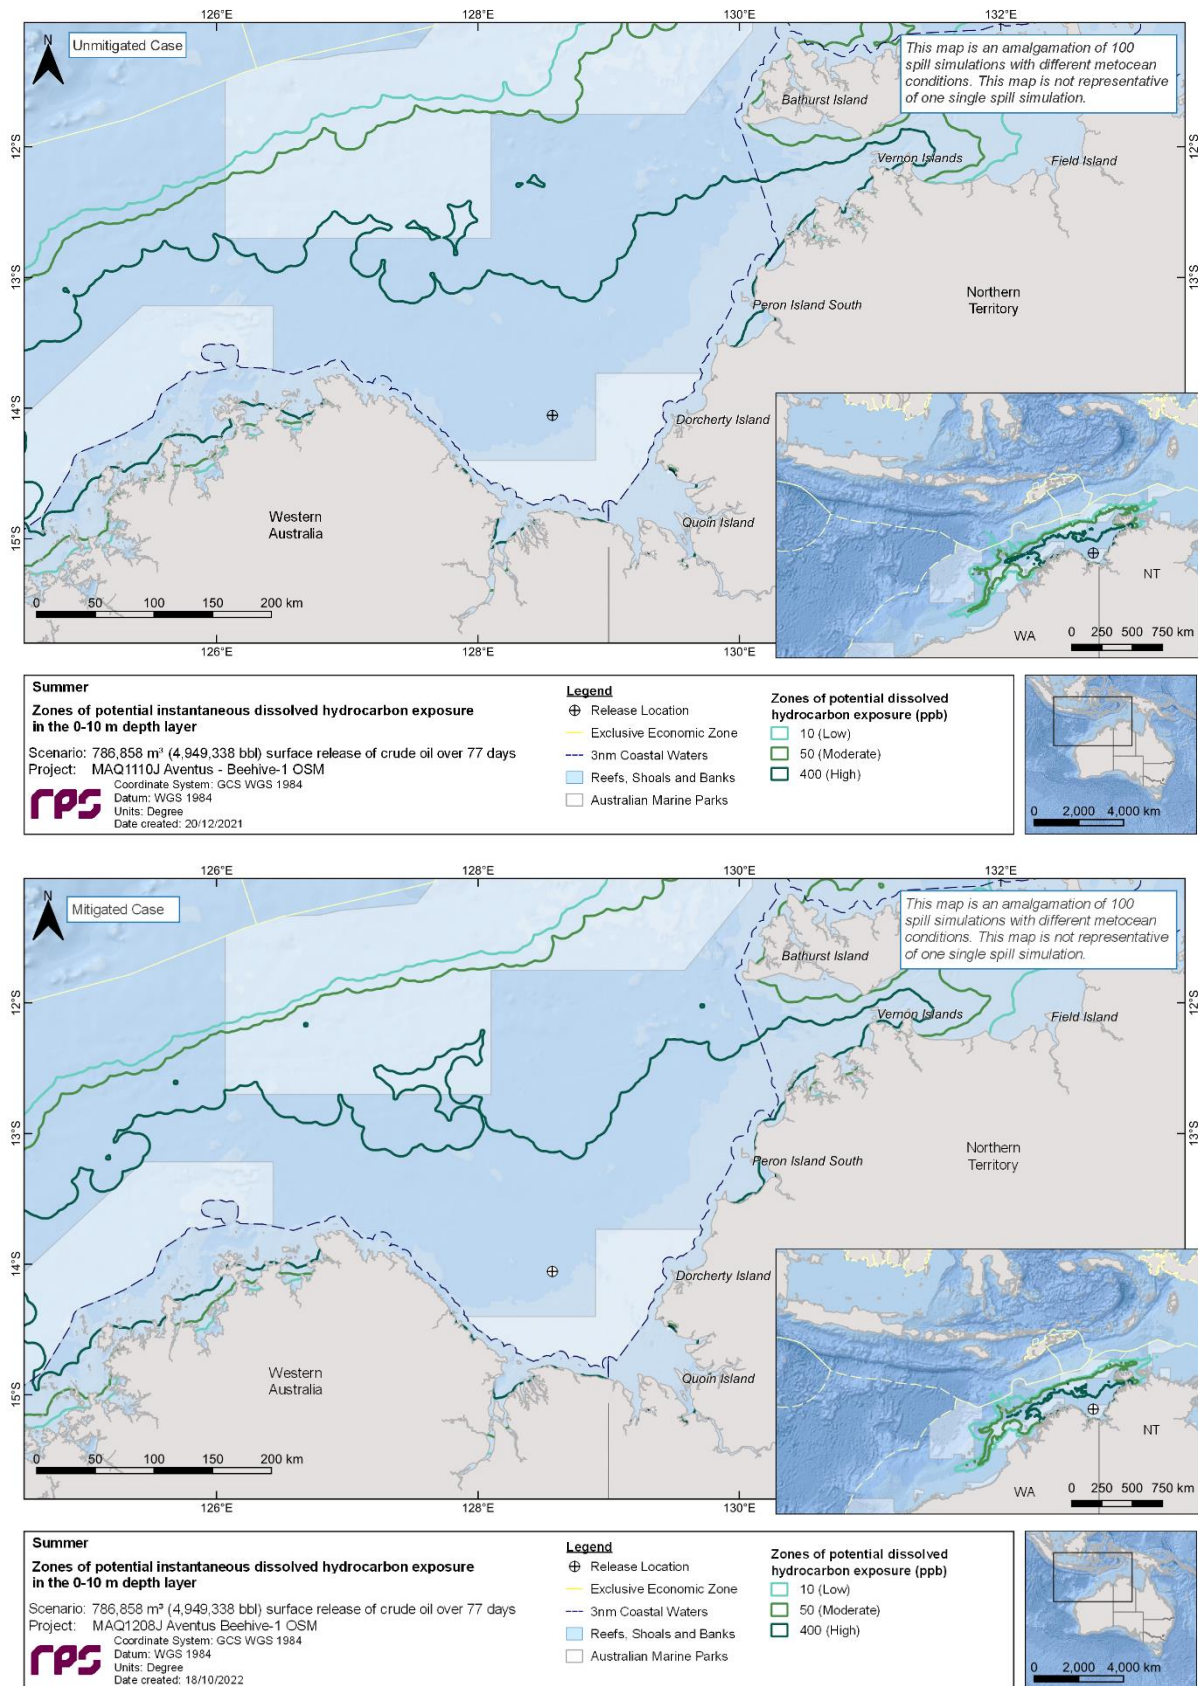 126°E
128°E
130°E
132°E
N
Unmitigated Case
This map is an amalgamation of 100
spill simulations with different metocean
conditions. This map is not representative
of one single spill simulation.
Bathurst Island
12°S
12°S
Vernon Islands
Field Island
13°S
13°S
Peron Island South
Northern
Territory
14°S
Dorcherty Island
Western
Australia
Quoin Island
15°S
0 50 100 150 200 km
NT
WA
0 250 500 750 km
126°E
128°E
130°E
Summer
Zones of potential instantaneous dissolved hydrocarbon exposure
in the 0-10 m depth layer
Scenario: 786,858 m³ (4,949,338 bbl) surface release of crude oil over 77 days
Project: MAQ1110J Aventus - Beehive-1 OSM
rps
Coordinate System: GCS WGS 1984
Datum: WGS 1984
Units: Degree
Date created: 20/12/2021
Legend
Release Location
Exclusive Economic Zone
3nm Coastal Waters
Reefs, Shoals and Banks
Australian Marine Parks
Zones of potential dissolved
hydrocarbon exposure (ppb)
10 (Low)
50 (Moderate)
400 (High)
0 2,000 4,000 km
126°E
128°E
130°E
132°E
N
Mitigated Case
This map is an amalgamation of 100
spill simulations with different metocean
conditions. This map is not representative
of one single spill simulation.
Bathurst Island
12°S
12°S
Vernon Islands
Field Island
13°S
13°S
Peron Island South
Northern
Territory
14°S
Dorcherty Island
Western
Australia
Quoin Island
15°S
0 50 100 150 200 km
NT
WA
0 250 500 750 km
126°E
128°E
130°E
Summer
Zones of potential instantaneous dissolved hydrocarbon exposure
in the 0-10 m depth layer
Scenario: 786,858 m³ (4,949,338 bbl) surface release of crude oil over 77 days
Project: MAQ1208J Aventus Beehive-1 OSM
rps
Coordinate System: GCS WGS 1984
Datum: WGS 1984
Units: Degree
Date created: 18/10/2022
Legend
Release Location
Exclusive Economic Zone
3nm Coastal Waters
Reefs, Shoals and Banks
Australian Marine Parks
Zones of potential dissolved
hydrocarbon exposure (ppb)
10 (Low)
50 (Moderate)
400 (High)
0 2,000 4,000 km